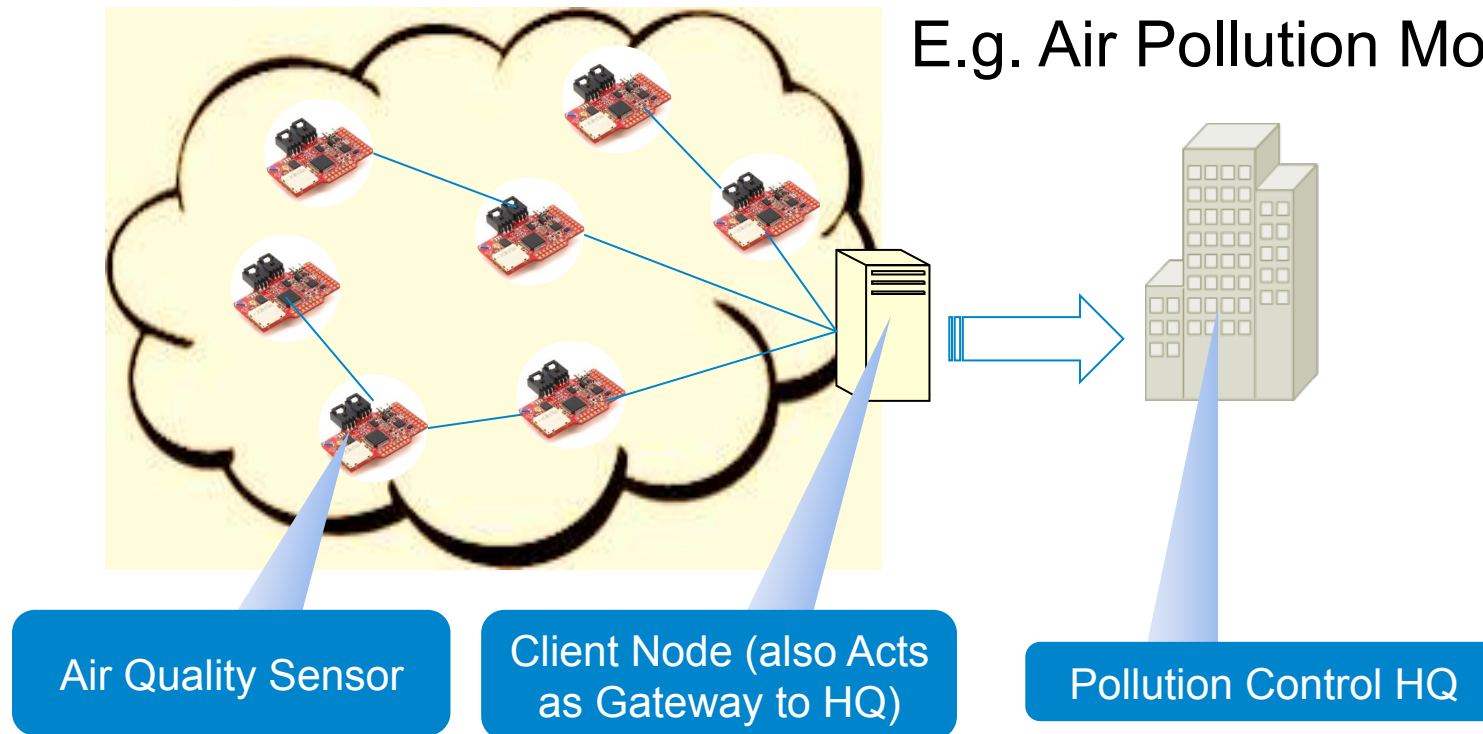 E.g. Air Pollution Mo
Air Quality Sensor
Client Node (also Acts
as Gateway to HQ)
Pollution Control HQ